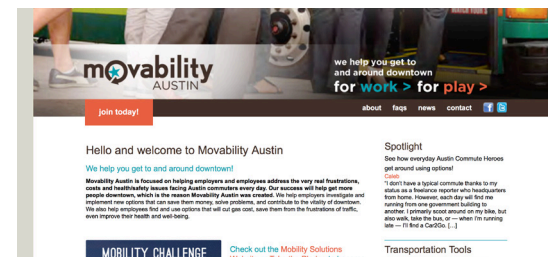 movability
AUSTIN
we help you get to
and around downtown
for work > for play >
join today!
about faqs news contact
Hello and welcome to Movability Austin
We help you get to and around downtown!
Movability Austin is focused on helping employers and employees address the very real frustrations,
costs and health/safety issues facing Austin commuters every day. Our success will help get more
people downtown, which is the reason Movability Austin was created. We help employers investigate and
implement new options that can save them money, solve problems, and contribute to the vitality of downtown.
We also help employees find and use options that will cut gas cost, save them from the frustrations of traffic,
even improve their health and well-being.
MOBILITY CHALLENGE
Check out the Mobility Solutions
Spotlight
See how everyday Austin Commute Heroes
get around using options!
Caleb
"I don't have a typical commute thanks to my
status as a freelance reporter who headquarters
from home. However, each day will find me
running from one government building to
another. I primarily scoot around on my bike, but
also walk, take the bus, or — when I'm running
late — I'll find a Car2Go. [...]
Transportation Tools